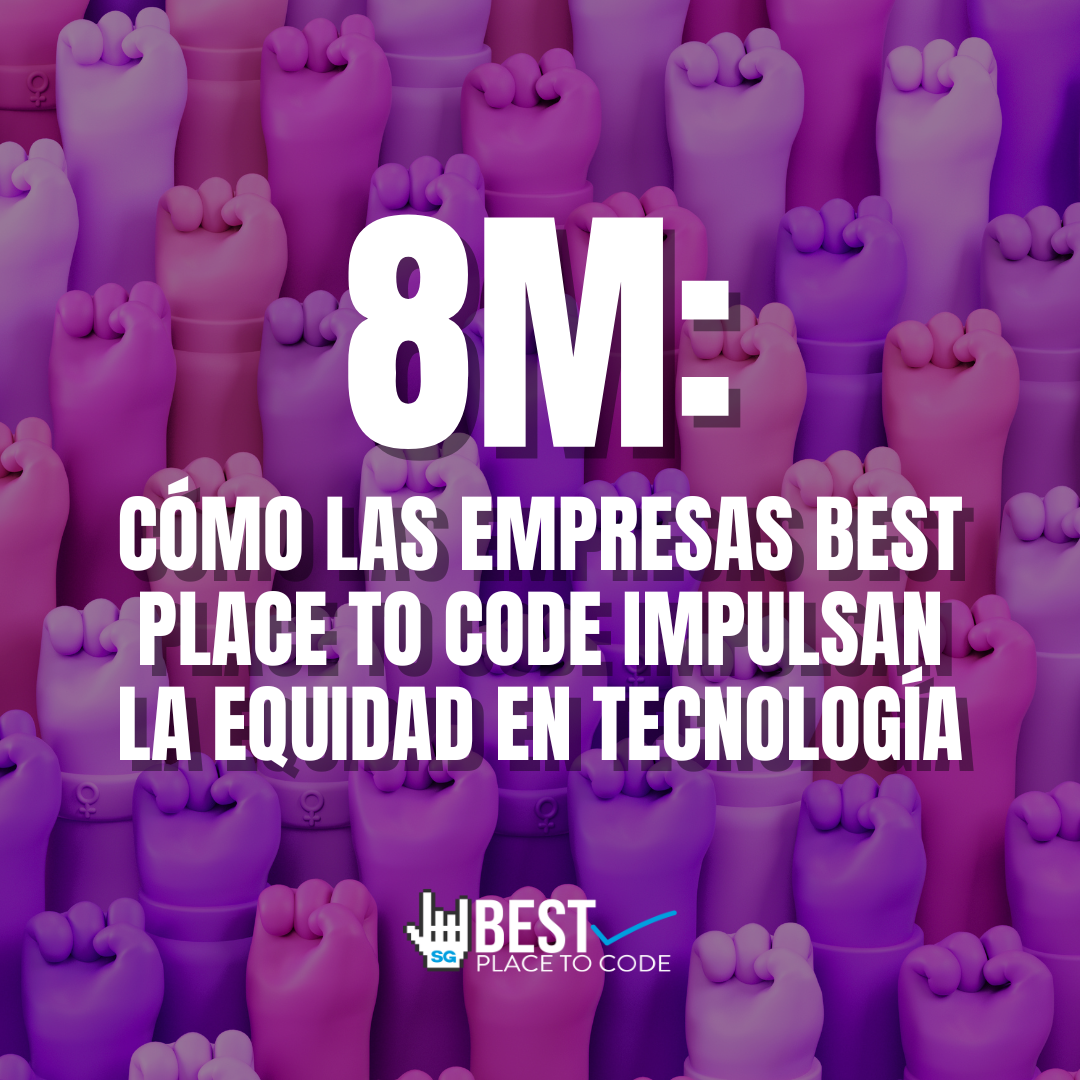 8M:
CÓMO LAS EMPRESAS BEST
PLACE TO CODE IMPULSAN
LA EQUIDAD EN TECNOLOGÍA
SG
BEST
PLACE TO CODE